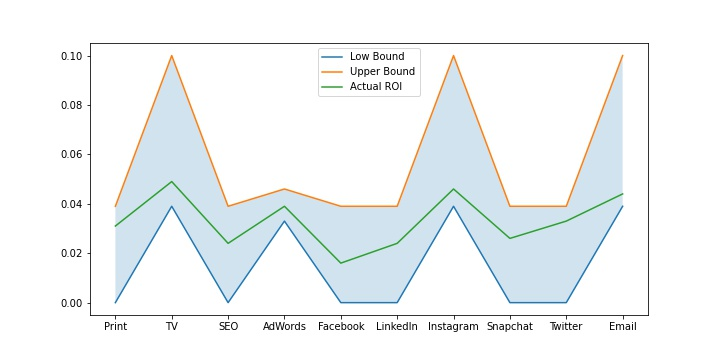 Low Bound
Upper Bound
Actual ROI
0.10
0.08
0.06
0.04
0.02
0.00
Print TV SEO AdWords Facebook LinkedIn Instagram Snapchat Twitter Email